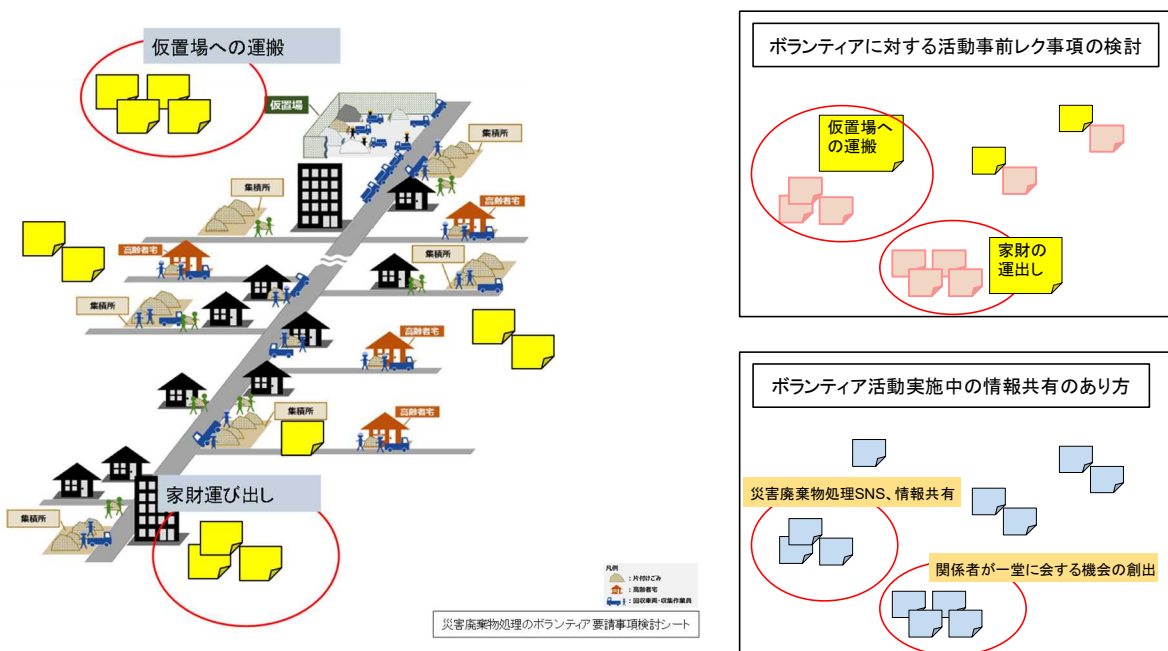 仮置場への運搬
仮置場
集積所
集積所
高齢者宅
高齢者宅
集積所
集積所
高齢者宅
集積所
高齢者宅
家財運び出し
集積所
凡例
：片付けごみ
：高齢者宅
：回収車両・収集作業員
災害廃棄物処理のボランティア要請事項検討シート
ボランティアに対する活動事前レク事項の検討
仮置場へ
の運搬
家財の
運出し
ボランティア活動実施中の情報共有のあり方
災害廃棄物処理SNS、情報共有
関係者が一堂に会する機会の創出